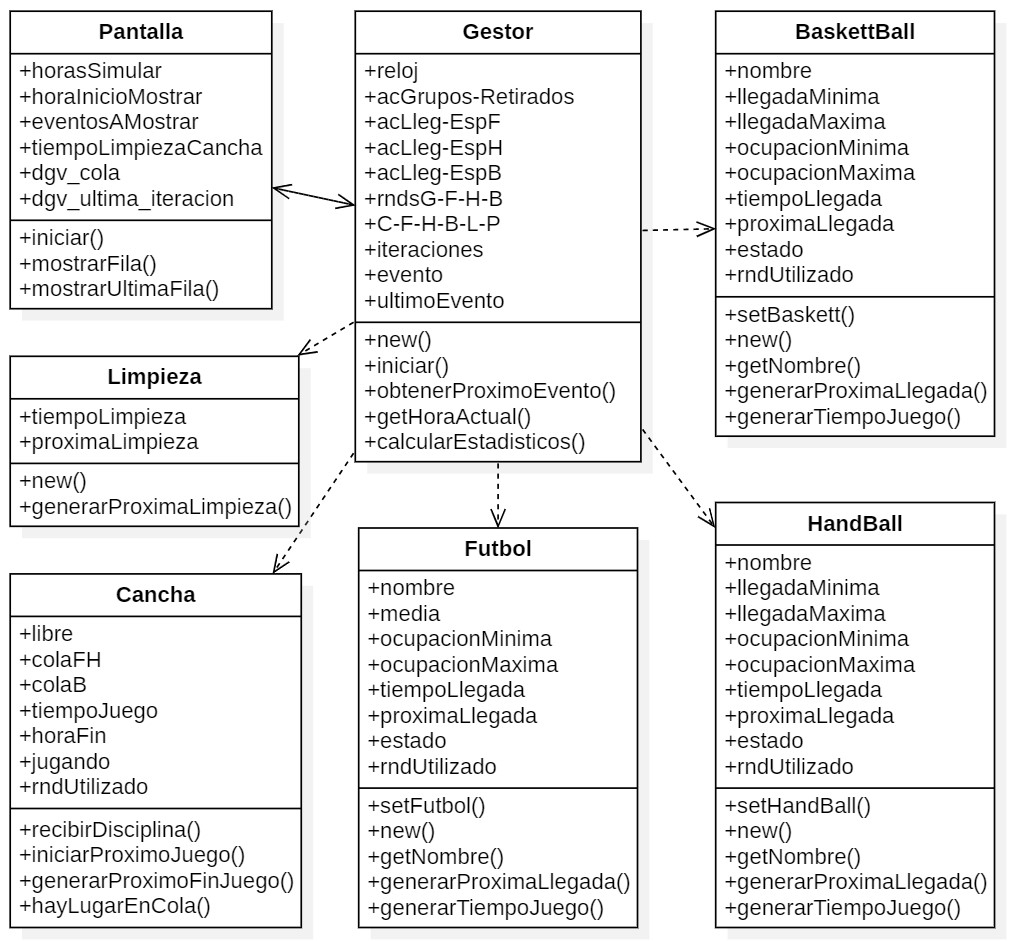 Pantalla
+horasSimular
+horaInicioMostrar
+eventosAMostrar
+tiempoLimpiezaCancha
+dgv_cola
+dgv_ultima_iteracion
+iniciar()
+mostrarFila()
+mostrarUltimaFila()
Gestor
+reloj
+acGrupos-Retirados
+acLleg-EspF
+acLleg-EspH
+acLleg-EspB
+rndsG-F-H-B
+C-F-H-B-L-P
+iteraciones
+evento
+ultimoEvento
+new()
+iniciar()
+obtenerProximoEvento()
+getHoraActual()
+calcularEstadisticos()
BaskettBall
+nombre
+llegadaMinima
+llegadaMaxima
+ocupacionMinima
+ocupacionMaxima
+tiempoLlegada
+proximaLlegada
+estado
+rndUtilizado
+setBaskett()
+new()
+getNombre()
+generarProximaLlegada()
+generarTiempoJuego()
Limpieza
+tiempoLimpieza
+proximaLimpieza
+new()
+generarProximaLimpieza()
Cancha
+libre
+colaFH
+colaB
+tiempoJuego
+horaFin
+jugando
+rndUtilizado
+recibirDisciplina()
+iniciarProximoJuego()
+generarProximoFinJuego()
+hayLugarEnCola()
Futbol
+nombre
+media
+ocupacionMinima
+ocupacionMaxima
+tiempoLlegada
+proximaLlegada
+estado
+rndUtilizado
+setFutbol()
+new()
+getNombre()
+generarProximaLlegada()
+generarTiempoJuego()
HandBall
+nombre
+llegadaMinima
+llegadaMaxima
+ocupacionMinima
+ocupacionMaxima
+tiempoLlegada
+proximaLlegada
+estado
+rndUtilizado
+setHandBall()
+new()
+getNombre()
+generarProximaLlegada()
+generarTiempoJuego()